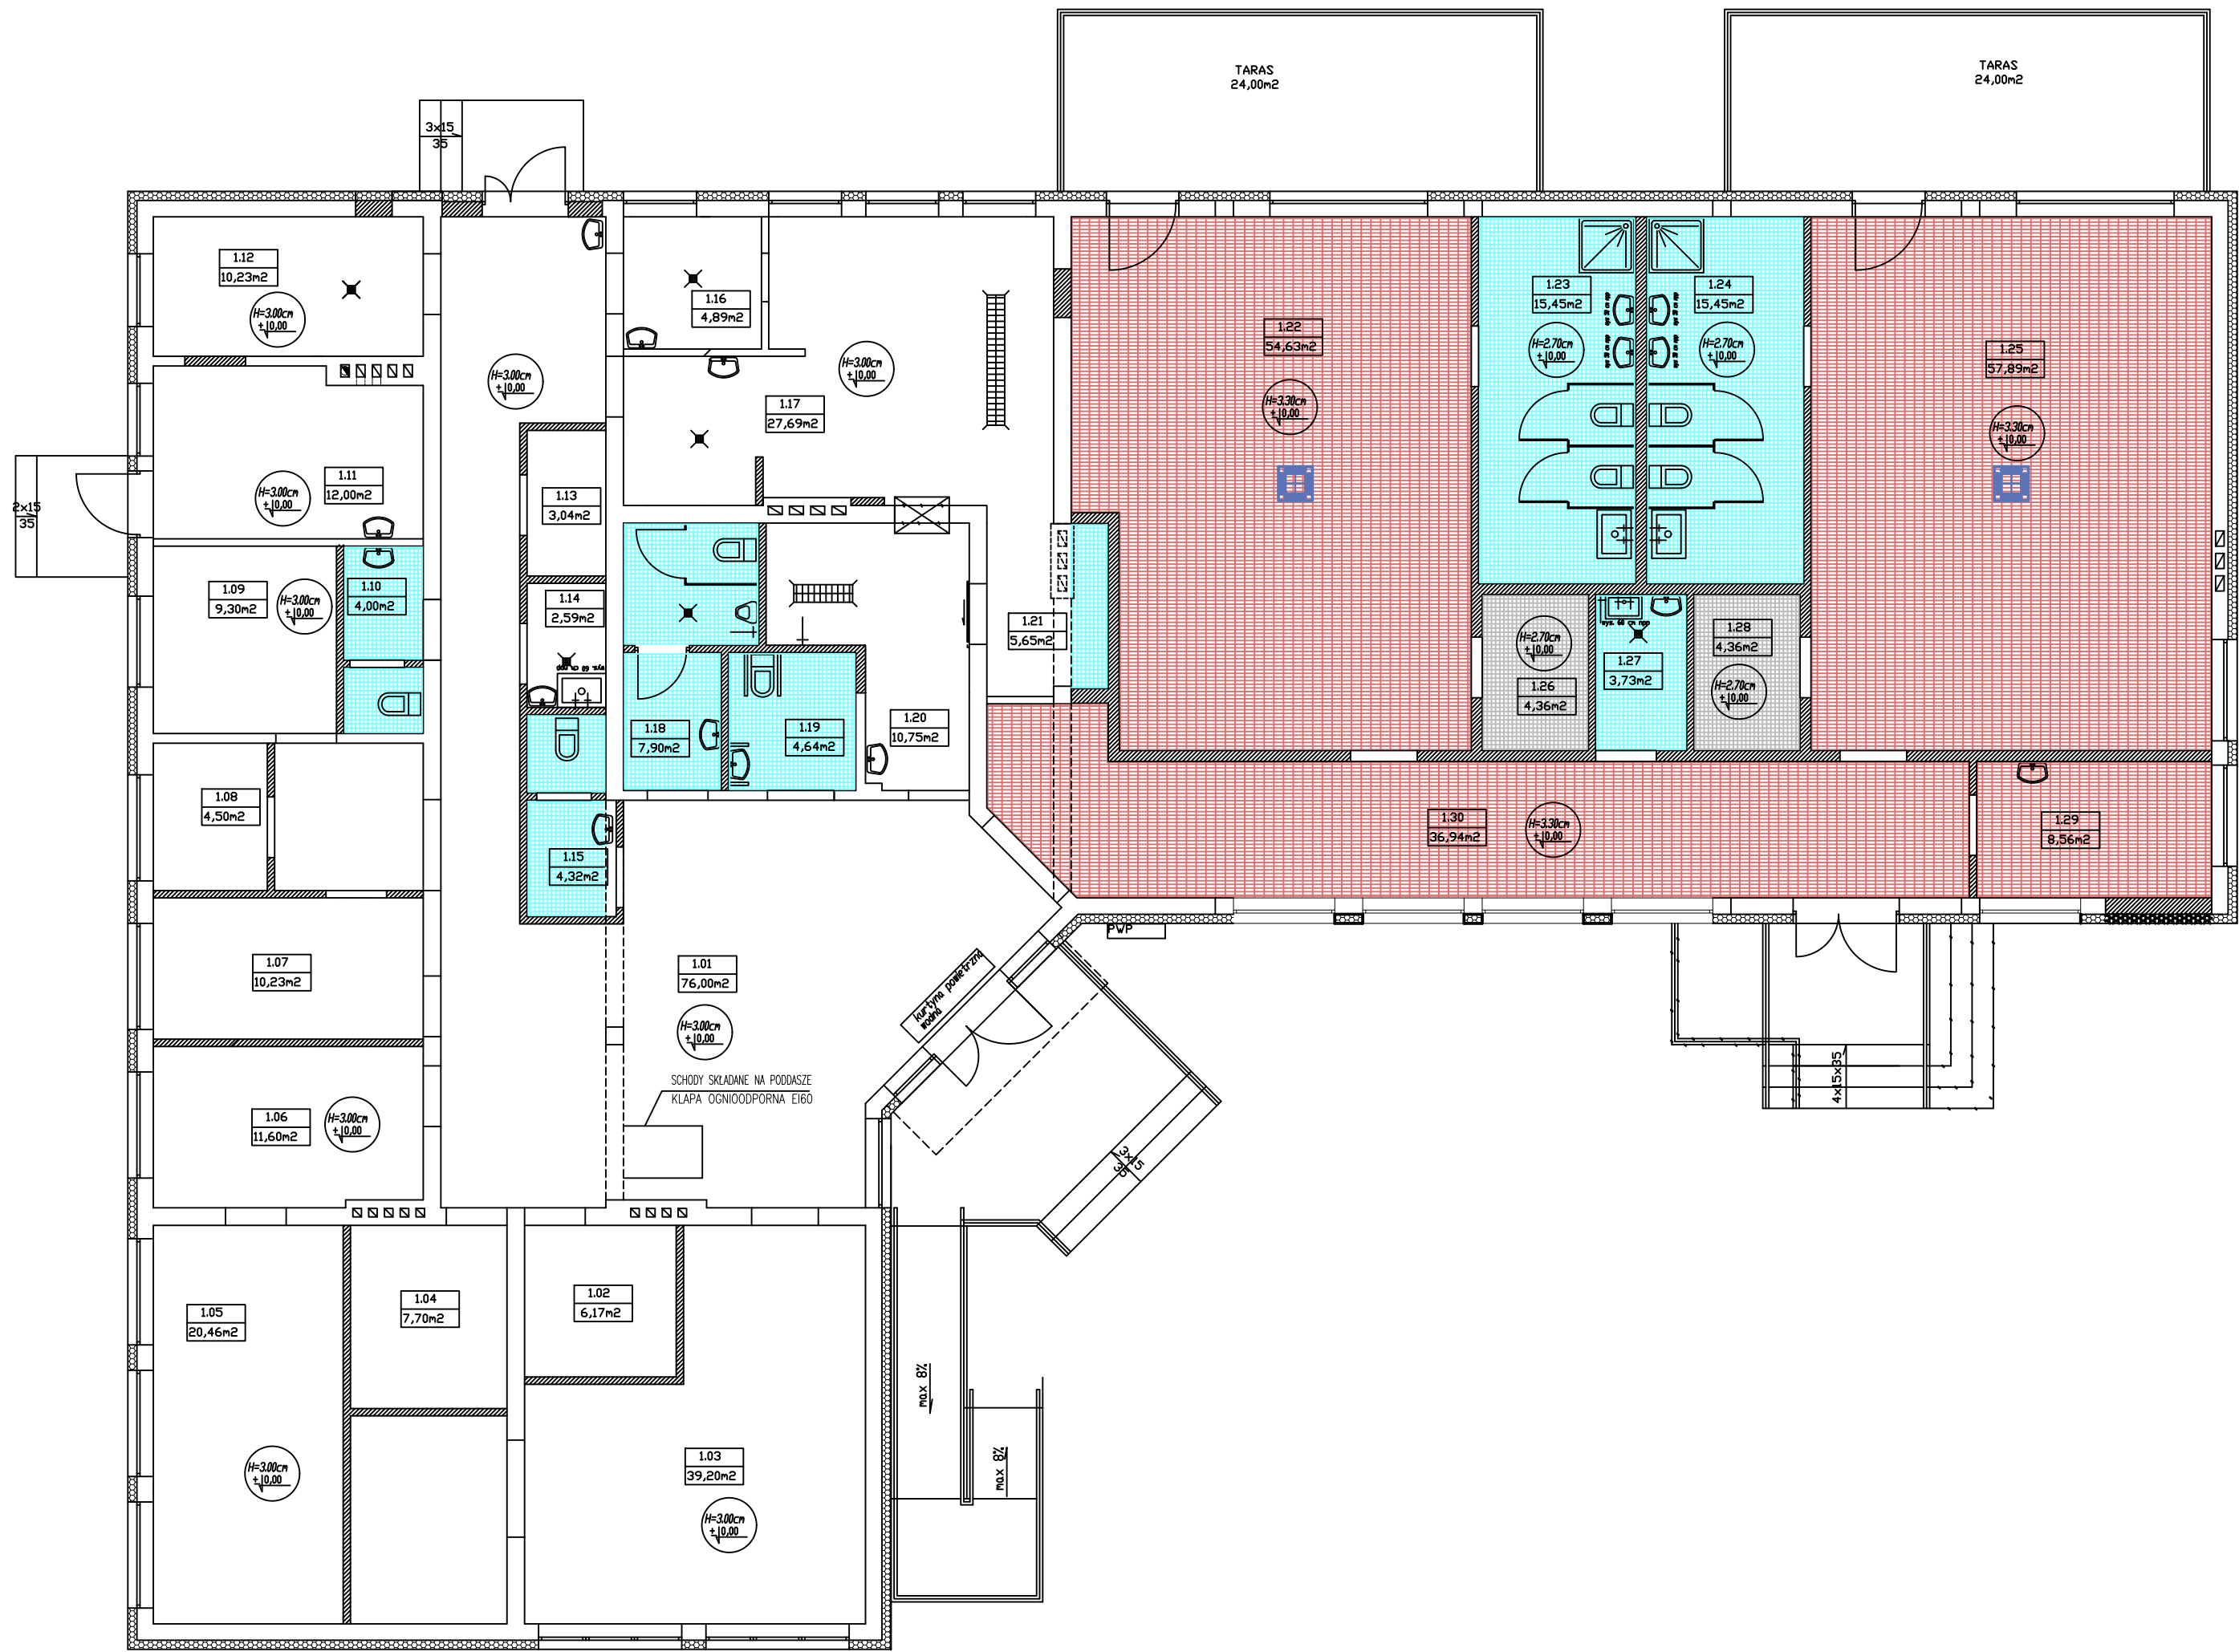 TARAS
24,00m2
TARAS
24,00m2
3x15
35
1.12
10,23m2
H=3.00cm
±0,00
1.16
4,89m2
1.23
15,45m2
1.24
15,45m2
1.22
54,63m2
H=2.70cm
±0,00
H=2.70cm
±0,00
1.25
57,89m2
H=3.00cm
±0,00
H=3.00cm
±0,00
1.17
27,69m2
H=3.30cm
±0,00
H=3.30cm
±0,00
1.11
12,00m2
H=3.00cm
±0,00
2x15
35
1.13
3,04m2
1.09
9,30m2
H=3.00cm
±0,00
1.10
4,00m2
1.14
2,59m2
wys. 60 cm npp
1.21
5,65m2
wys. 60 cm npp
H=2.70cm
±0,00
1.28
4,36m2
1.27
3,73m2
H=2.70cm
±0,00
1.26
4,36m2
1.18
7,90m2
1.19
4,64m2
1.20
10,75m2
1.08
4,50m2
1.30
36,94m2
H=3.30cm
±0,00
1.29
8,56m2
1.15
4,32m2
PWP
1.07
10,23m2
1.01
76,00m2
kurtyna powietrzna
wodna
H=3.00cm
±0,00
SCHODY SKŁADANE NA PODDASZE
KLAPA OGNIOODPORNA EI60
4x15x35
1.06
11,60m2
H=3.00cm
±0,00
3x15
35
1.05
20,46m2
1.04
7,70m2
1.02
6,17m2
max 8%
max 8%
1.03
39,20m2
H=3.00cm
±0,00
H=3.00cm
±0,00